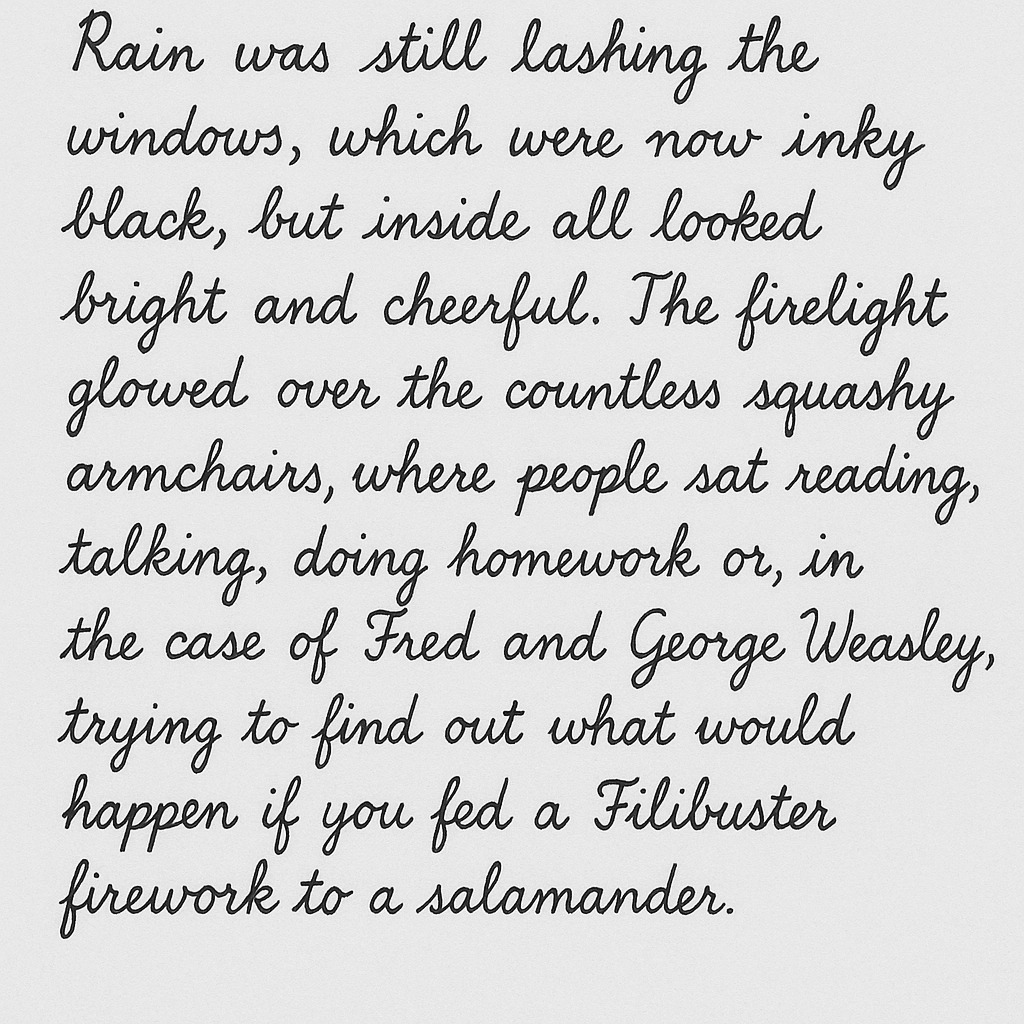 Rain was still lashing the
windows, which were now inky
black, but inside all looked
bright and cheerful. The firelight
glowed over the countless squashy
armchairs, where people sat reading,
talking, doing homework or, in
the case of Fred and George Weasley,
trying to find out what would
happen if you fed a Filibuster
firework to a salamander.